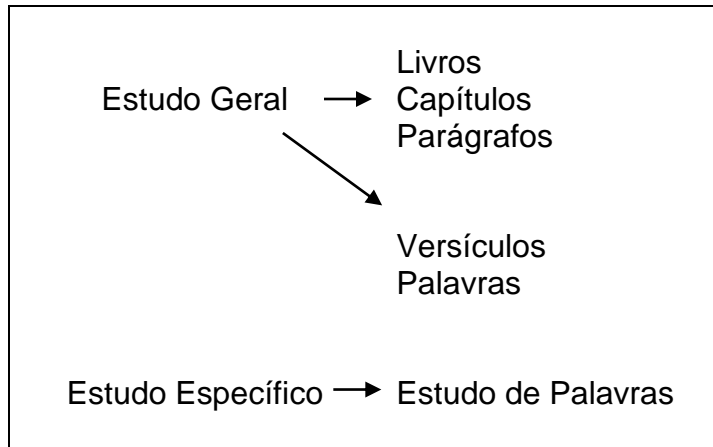 Livros
Estudo Geral Capítulos
Parágrafos
Versículos
Palavras
Estudo Específico Estudo de Palavras